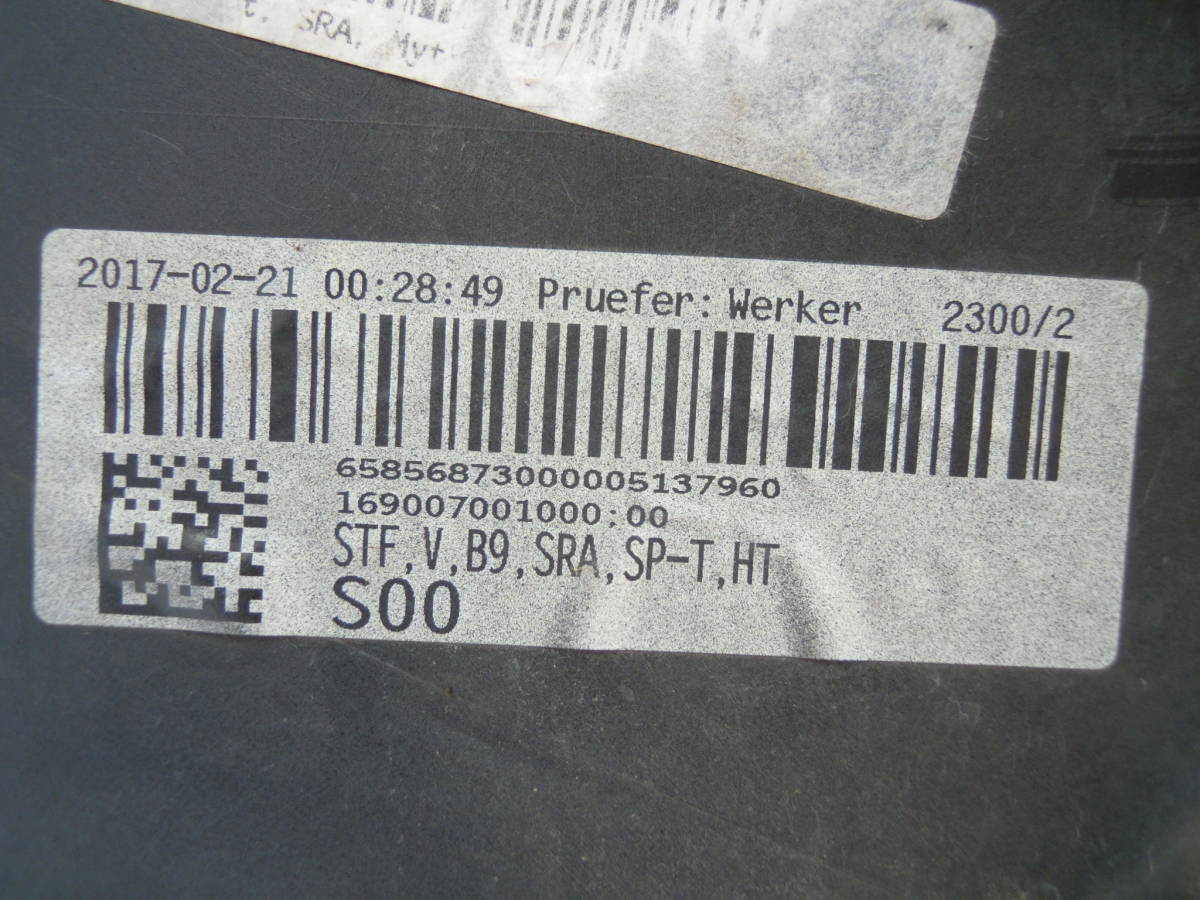 SRA, My+
2017-02-21 00:28:49 Pruefer: Werker 2300/2
65856873000005137960
169007001000:00
STF,V,B9,SRA,SP-T,HT
S00